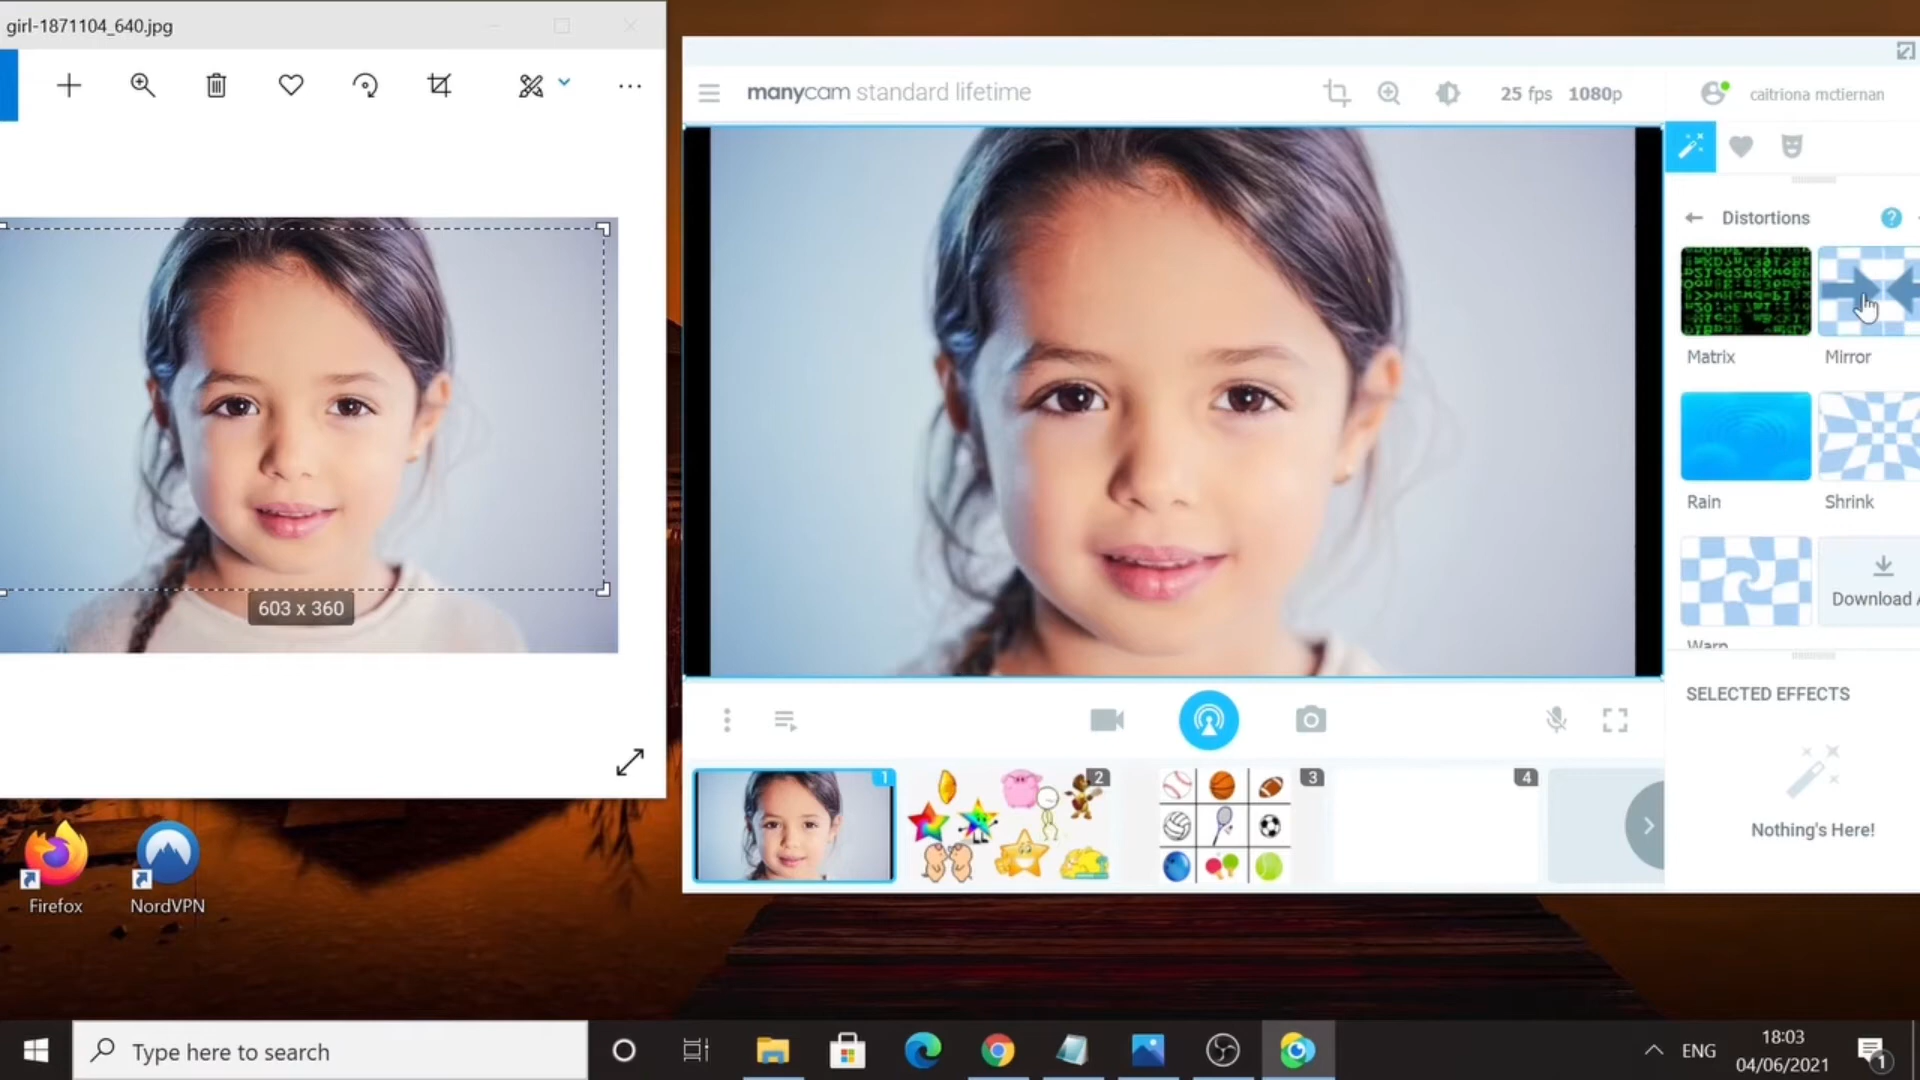 girl-1871104_640.jpg
manycam standard lifetime
25 fps 1080p
caitriona mctiernan
Distortions
?
Matrix
Mirror
Rain
Shrink
Download A
Warp
603 x 360
SELECTED EFFECTS
Nothing's Here!
1
2
3
4
Firefox
NordVPN
Type here to search
ENG
18:03
04/06/2021
1